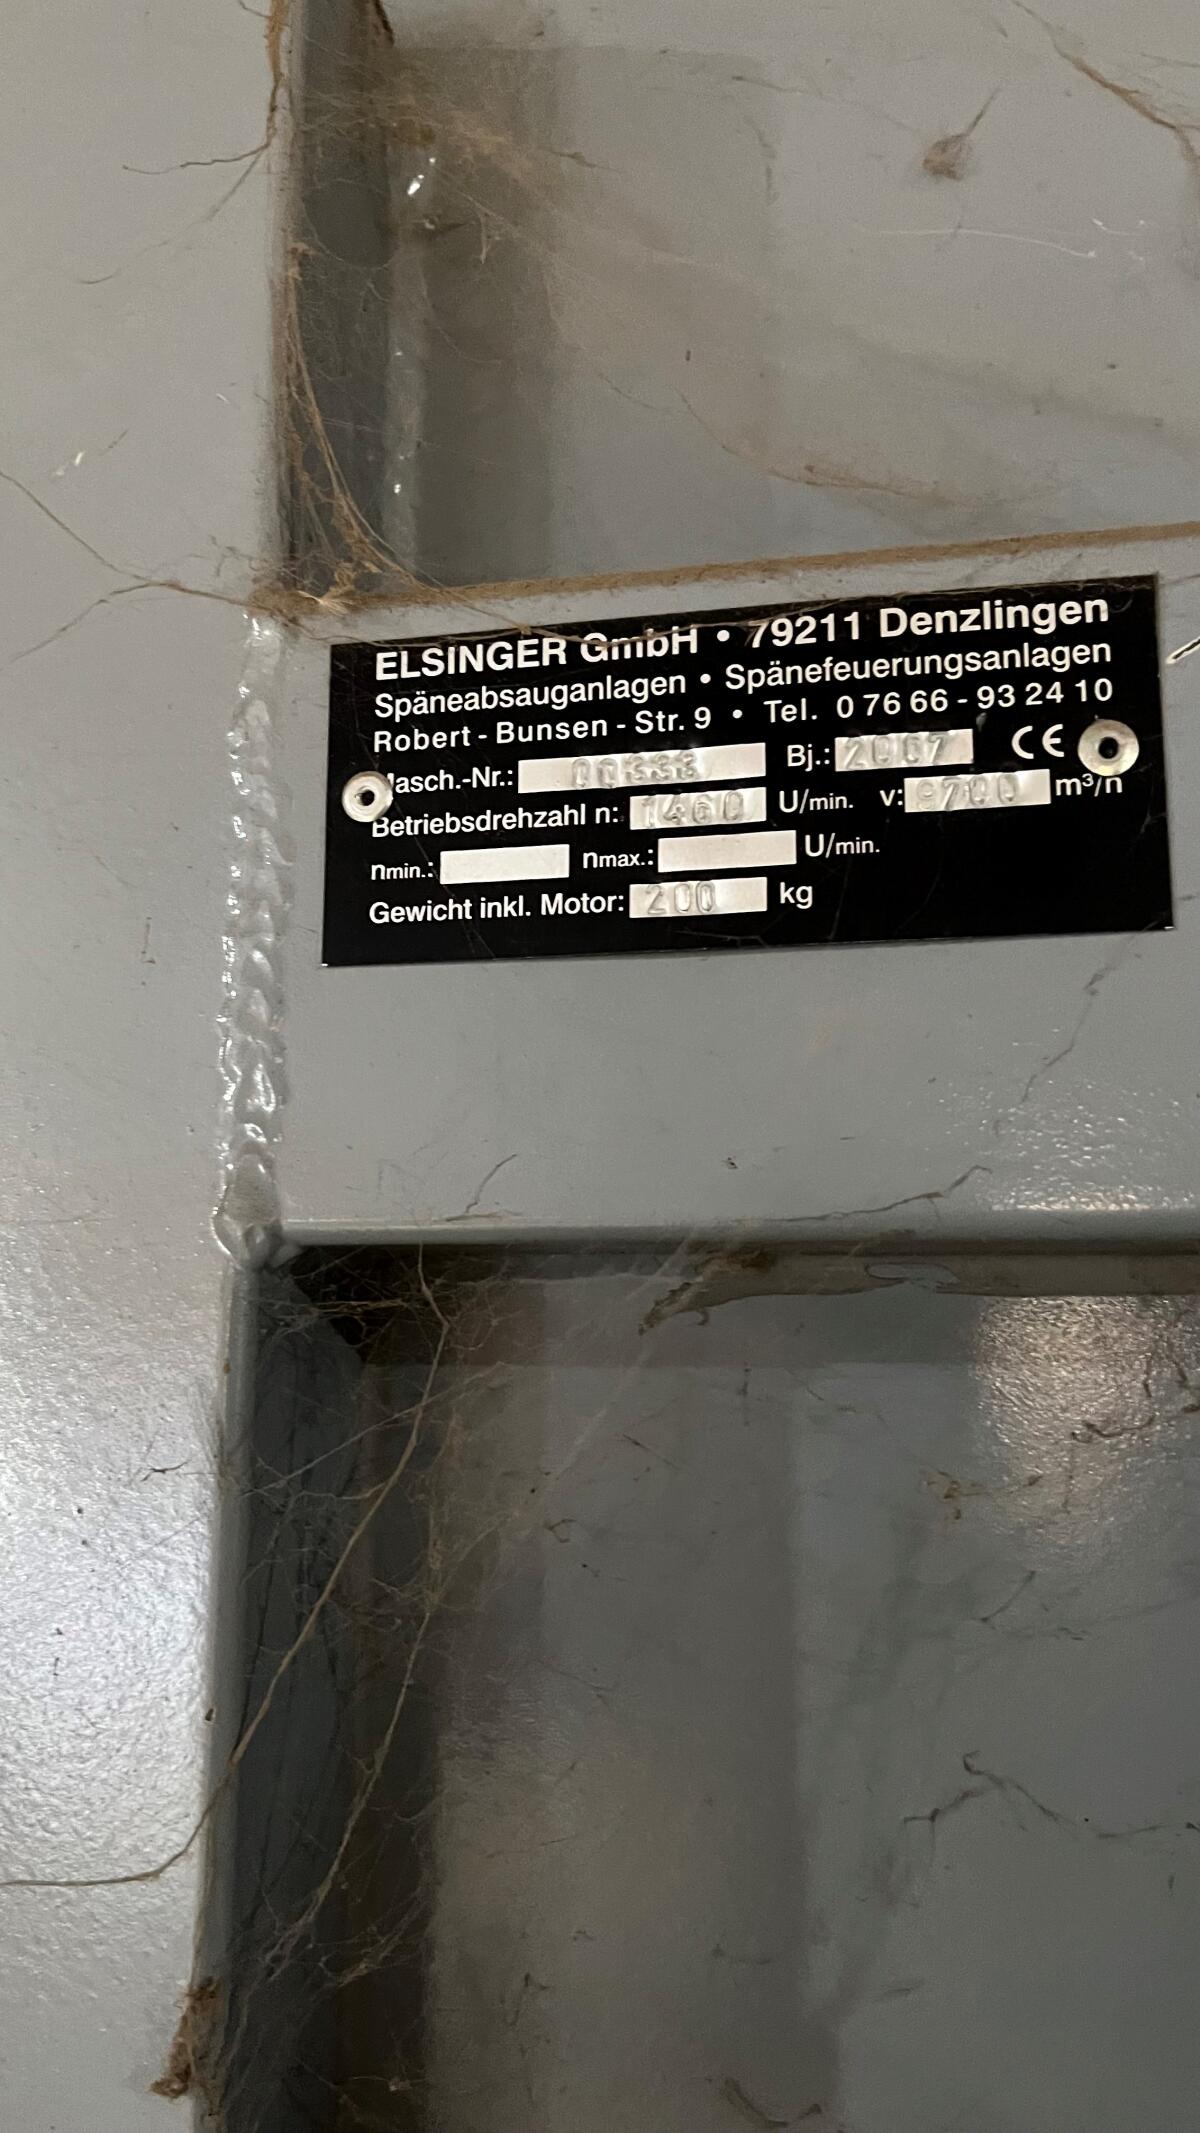 ELSINGER GmbH • 79211 Denzlingen
Späneabsauganlagen • Spänefeuerungsanlagen
Robert - Bunsen - Str. 9 • Tel. 0 76 66 - 93 24 10
Masch.-Nr.: 00333 Bj.: 2007 CE
Betriebsdrehzahl n: 1460 U/min. v: 9700 m³/h
nmin.: nmax.: U/min.
Gewicht inkl. Motor: 200 kg